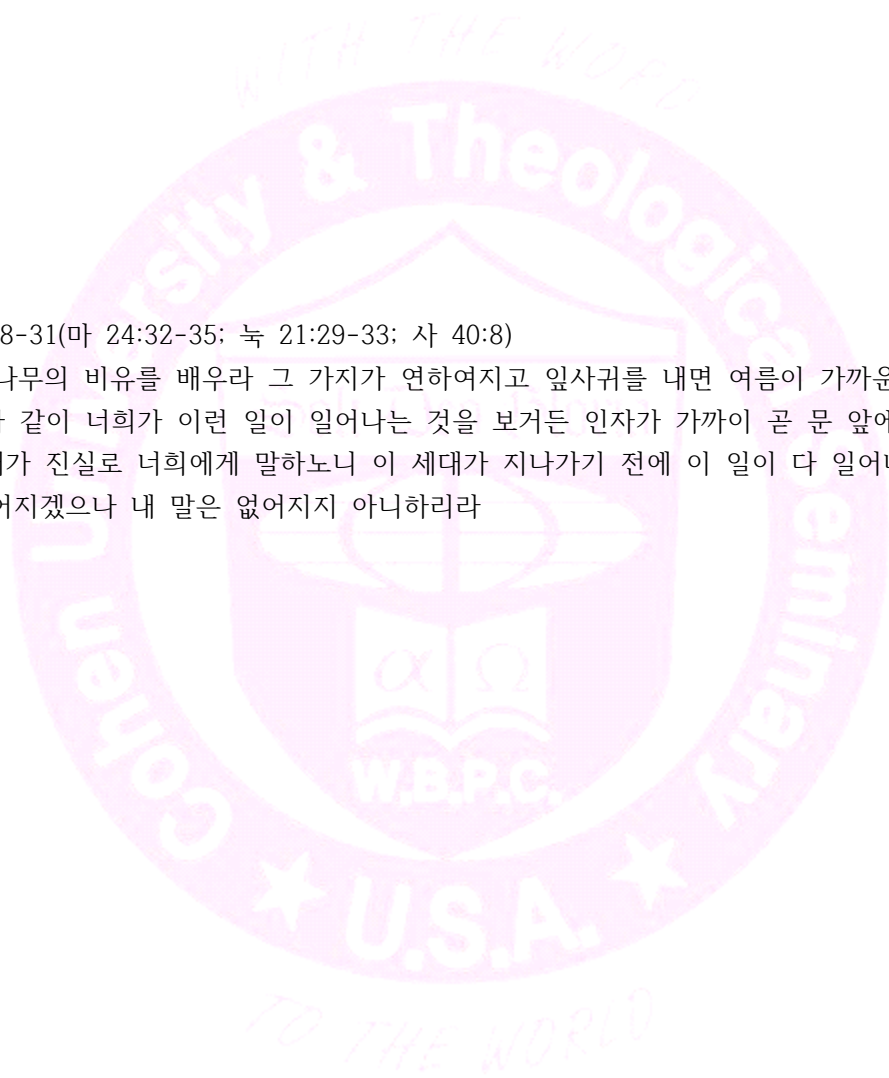 WITH THE WORD
Cohen University & Theological Seminary
8-31(마 24:32-35; 눅 21:29-33; 사 40:8)
나무의 비유를 배우라 그 가지가 연하여지고 잎사귀를 내면 여름이 가까운
같이 너희가 이런 일이 일어나는 것을 보거든 인자가 가까이 곧 문 앞에
가 진실로 너희에게 말하노니 이 세대가 지나가기 전에 이 일이 다 일어
어지겠으나 내 말은 없어지지 아니하리라
α Ω
W.B.P.C.
★ U.S.A. ★
TO THE WORLD